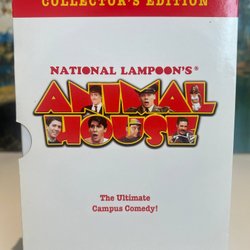 COLLECTOR'S EDITION
NATIONAL LAMPOON'S®
ANIMAL
HOUSE
The Ultimate
Campus Comedy!